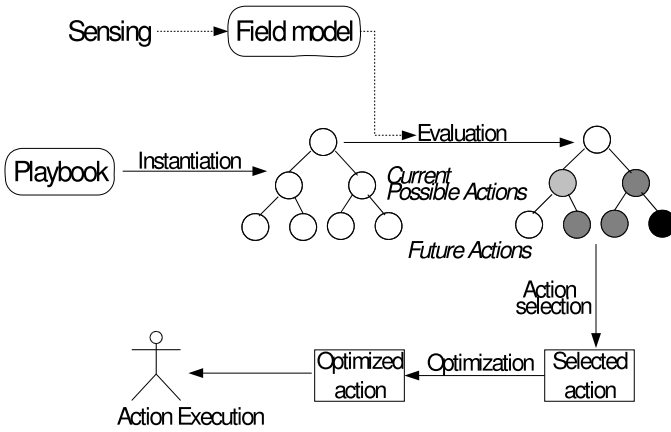 Sensing
Field model
Evaluation
Playbook
Instantiation
Current
Possible Actions
Future Actions
Action
selection
Optimized
action
Optimization
Selected
action
Action Execution